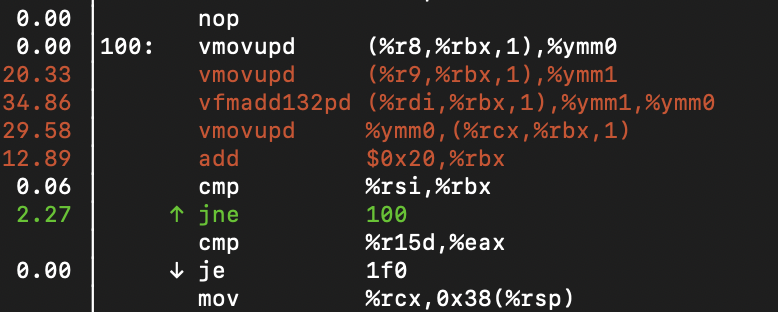 0.00 nop
0.00 100: vmovupd (%r8,%rbx,1),%ymm0
20.33 vmovupd (%r9,%rbx,1),%ymm1
34.86 vfmadd132pd (%rdi,%rbx,1),%ymm1,%ymm0
29.58 vmovupd %ymm0,(%rcx,%rbx,1)
12.89 add $0x20,%rbx
0.06 cmp %rsi,%rbx
2.27 ↑ jne 100
cmp %r15d,%eax
0.00 ↓ je 1f0
mov %rcx,0x38(%rsp)